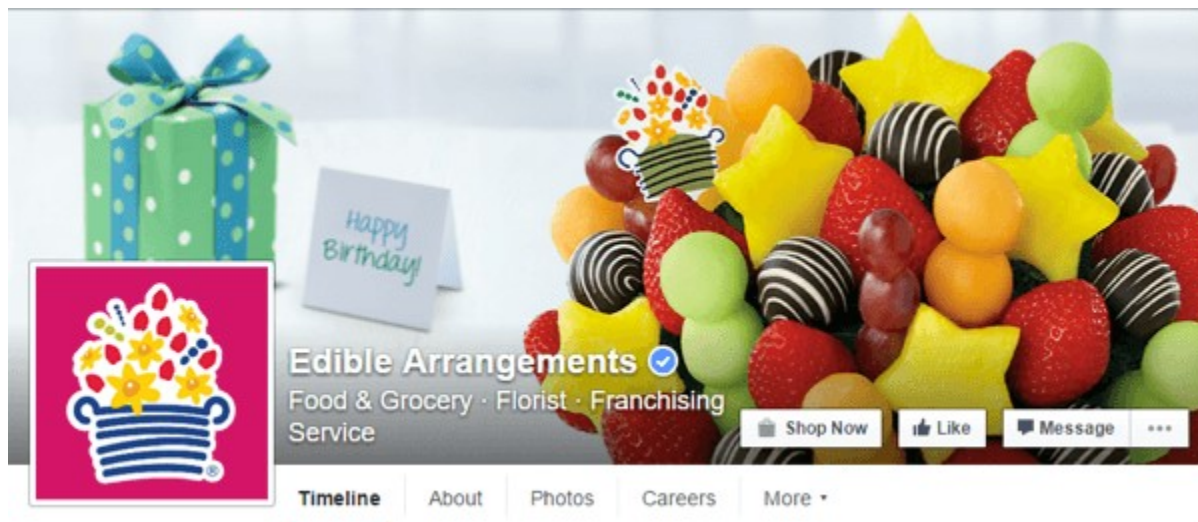 Happy
Birthday!
Edible Arrangements
Food & Grocery · Florist · Franchising
Service
Shop Now Like Message
Timeline About Photos Careers More
®